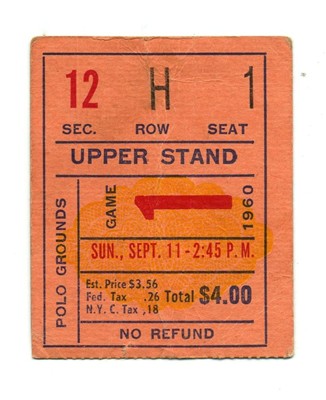 12 H 1
SEC. ROW SEAT
UPPER STAND
POLO GROUNDS
GAME
1
1960
SUN., SEPT. 11 - 2:45 P. M.
Est. Price $3.56
Fed. Tax .26
N.Y. C. Tax ,18
Total $4.00
NO REFUND